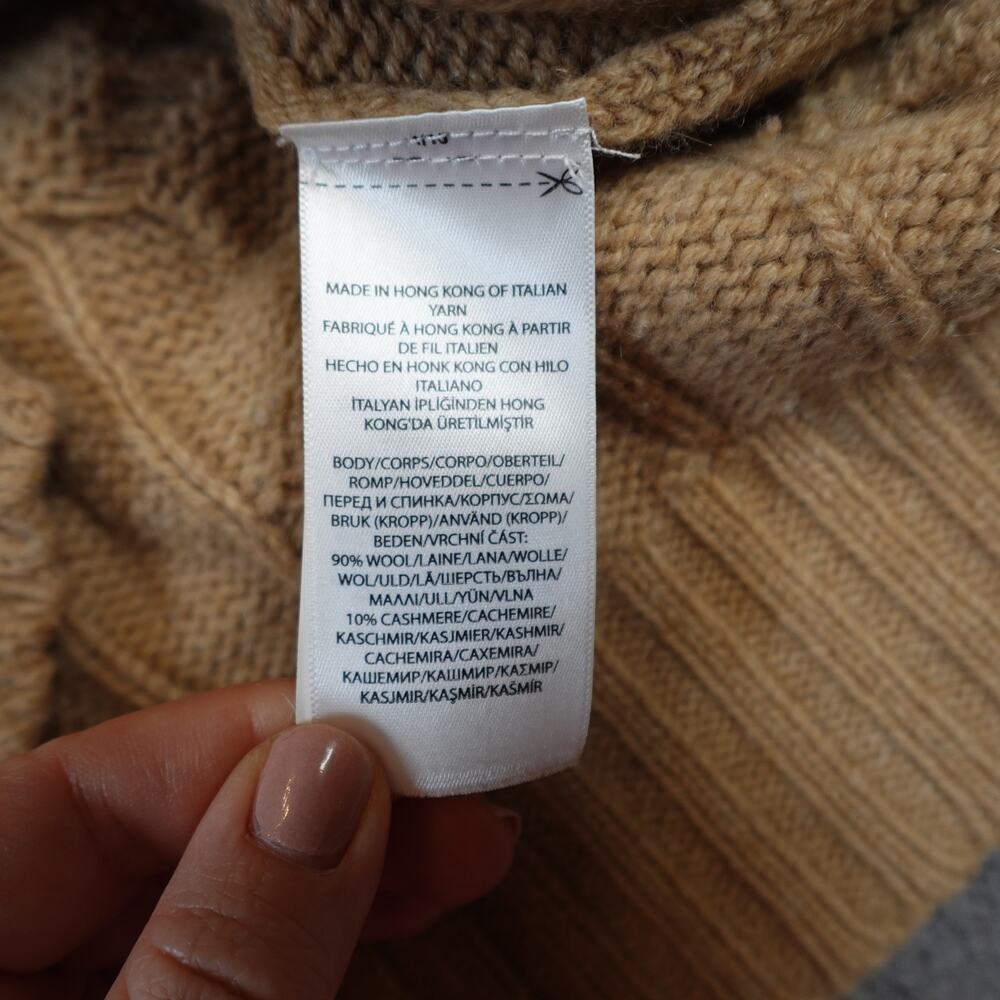 MADE IN HONG KONG OF ITALIAN
YARN
FABRIQUÉ À HONG KONG À PARTIR
DE FIL ITALIEN
HECHO EN HONK KONG CON HILO
ITALIANO
İTALYAN İPLİĞİNDEN HONG
KONG'DA ÜRETİLMİŞTİR
BODY/CORPS/CORPO/OBERTEIL/
ROMP/HOVEDDEL/CUERPO/
ПЕРЕД И СПИНКА/КОРПУС/ΣΩΜΑ/
BRUK (KROPP)/ANVÄND (KROPP)/
BEDEN/VRCHNÍ ČÁST:
90% WOOL/LAINE/LANA/WOLLE/
WOL/ULD/LÃ/ШЕРСТЬ/ВЪЛНА/
ΜΑΛΛΙ/ULL/YÜN/VLNA
10% CASHMERE/CACHEMIRE/
KASCHMIR/KASJMIER/KASHMIR/
CACHEMIRA/CAXEMIRA/
КАШЕМИР/КАШМИР/ΚΑΣΜΙΡ/
KASJMIR/KAŞMİR/KAŠMÍR